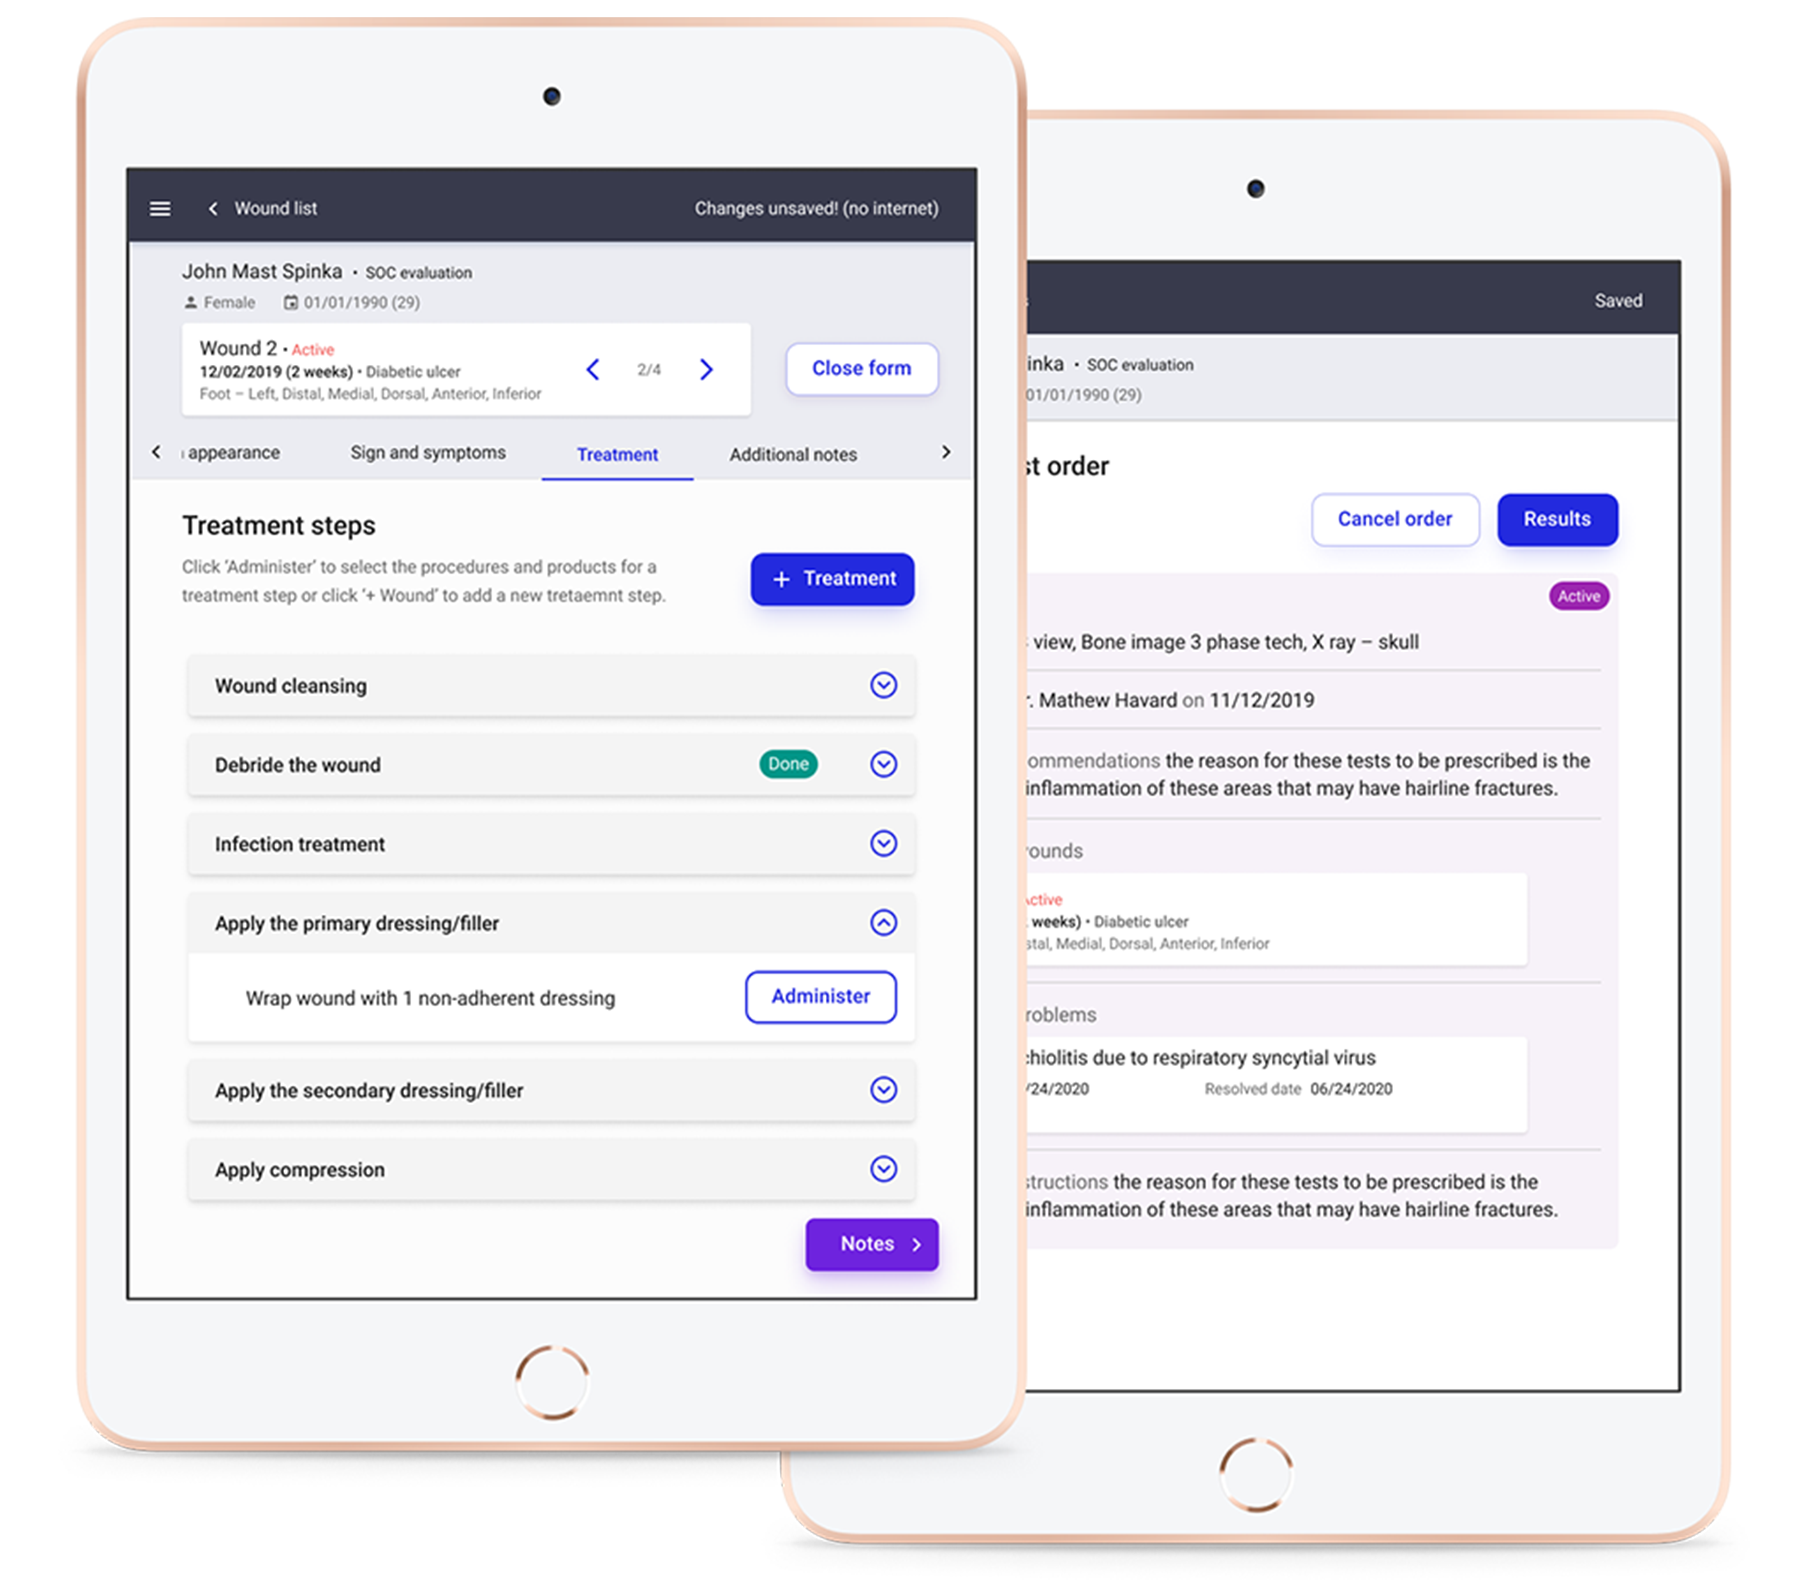 Wound list
Changes unsaved! (no internet)
John Mast Spinka • SOC evaluation
Female 01/01/1990 (29)
Wound 2 • Active
12/02/2019 (2 weeks) • Diabetic ulcer
Foot – Left, Distal, Medial, Dorsal, Anterior, Inferior
2/4
Close form
appearance
Sign and symptoms
Treatment
Additional notes
Treatment steps
Click ‘Administer’ to select the procedures and products for a
treatment step or click ‘+ Wound’ to add a new tretaemnt step.
+ Treatment
Wound cleansing
Debride the wound
Done
Infection treatment
Apply the primary dressing/filler
Wrap wound with 1 non-adherent dressing
Administer
Apply the secondary dressing/filler
Apply compression
Notes
Saved
inka • SOC evaluation
01/01/1990 (29)
st order
Cancel order
Results
Active
view, Bone image 3 phase tech, X ray – skull
r. Mathew Havard on 11/12/2019
ommendations the reason for these tests to be prescribed is the
inflammation of these areas that may have hairline fractures.
ounds
Active
weeks) • Diabetic ulcer
stal, Medial, Dorsal, Anterior, Inferior
roblems
chiolitis due to respiratory syncytial virus
/24/2020
Resolved date 06/24/2020
structions the reason for these tests to be prescribed is the
inflammation of these areas that may have hairline fractures.